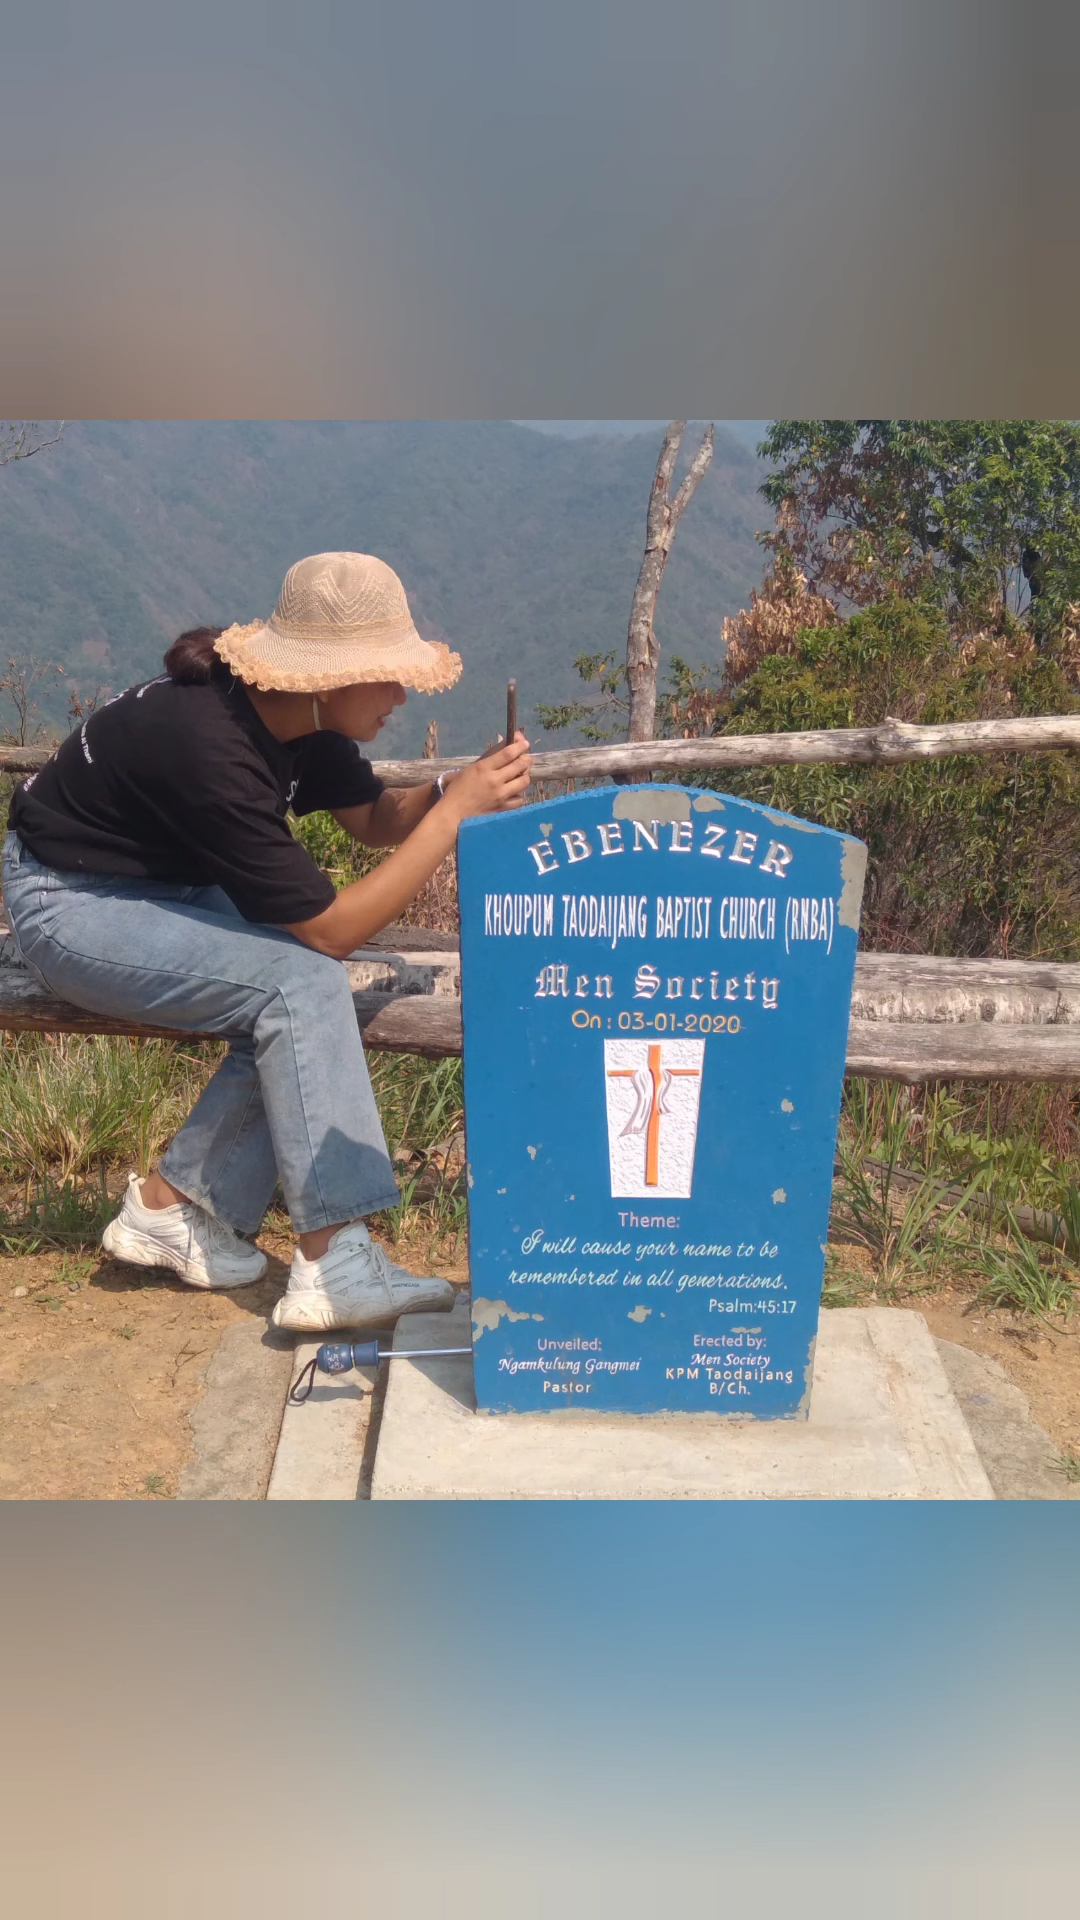 EBENEZER
KHOUPUM TAODAIJANG BAPTIST CHURCH (RNBA)
Men Society
On : 03-01-2020
Theme:
I will cause your name to be
remembered in all generations.
Psalm:45:17
Unveiled:
Ngamkulung Gangmei
Pastor
Erected by:
Men Society
KPM Taodaijang
B/Ch.